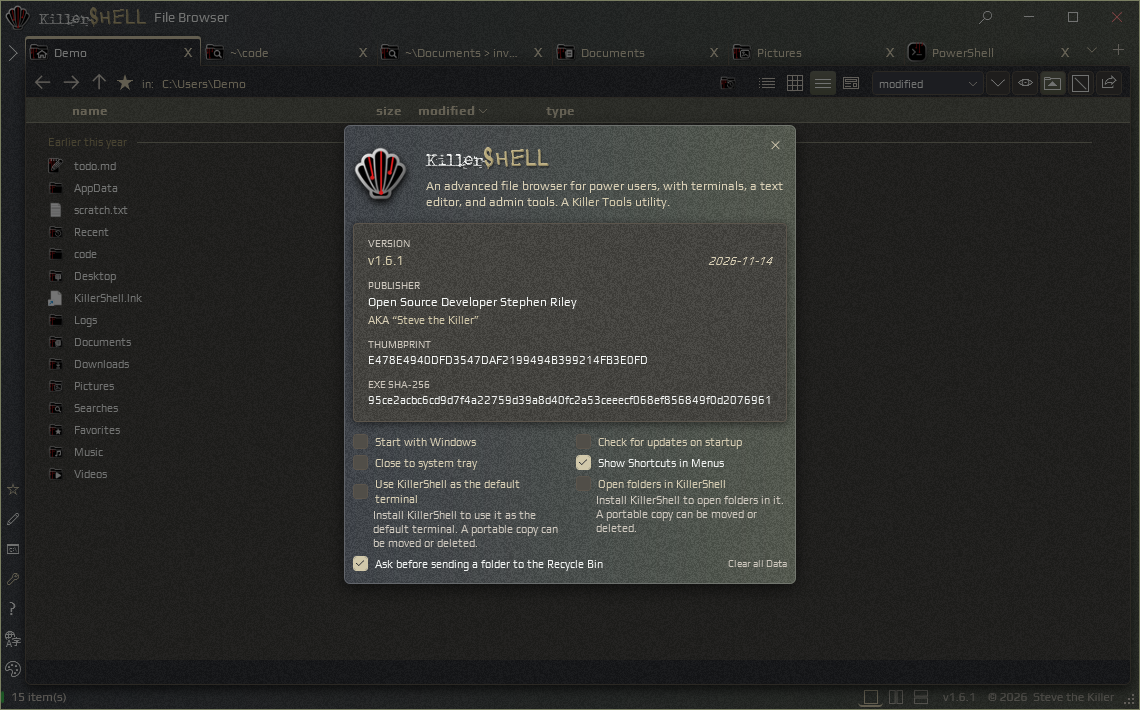 KillerSHELL File Browser
Demo X
~\code X
~\Documents > inv... X
Documents X
Pictures X
PowerShell X
in: C:\Users\Demo
modified
name size modified type
Earlier this year
todo.md
AppData
scratch.txt
Recent
code
Desktop
KillerShell.lnk
Logs
Documents
Downloads
Pictures
Searches
Favorites
Music
Videos
KillerSHELL
An advanced file browser for power users, with terminals, a text
editor, and admin tools. A Killer Tools utility.
VERSION
v1.6.1 2026-11-14
PUBLISHER
Open Source Developer Stephen Riley
AKA “Steve the Killer”
THUMBPRINT
E478E4940DFD3547DAF2199494B399214FB3E0FD
EXE SHA-256
95ce2acbc6cd9d7f4a22759d39a8d40fc2a53ceeecf068ef856849f0d2076961
Start with Windows
Close to system tray
Use KillerShell as the default
terminal
Install KillerShell to use it as the
default terminal. A portable copy can
be moved or deleted.
Check for updates on startup
Show Shortcuts in Menus
Open folders in KillerShell
Install KillerShell to open folders in it.
A portable copy can be moved or
deleted.
Ask before sending a folder to the Recycle Bin
Clear all Data
15 item(s)
v1.6.1 © 2026 Steve the Killer